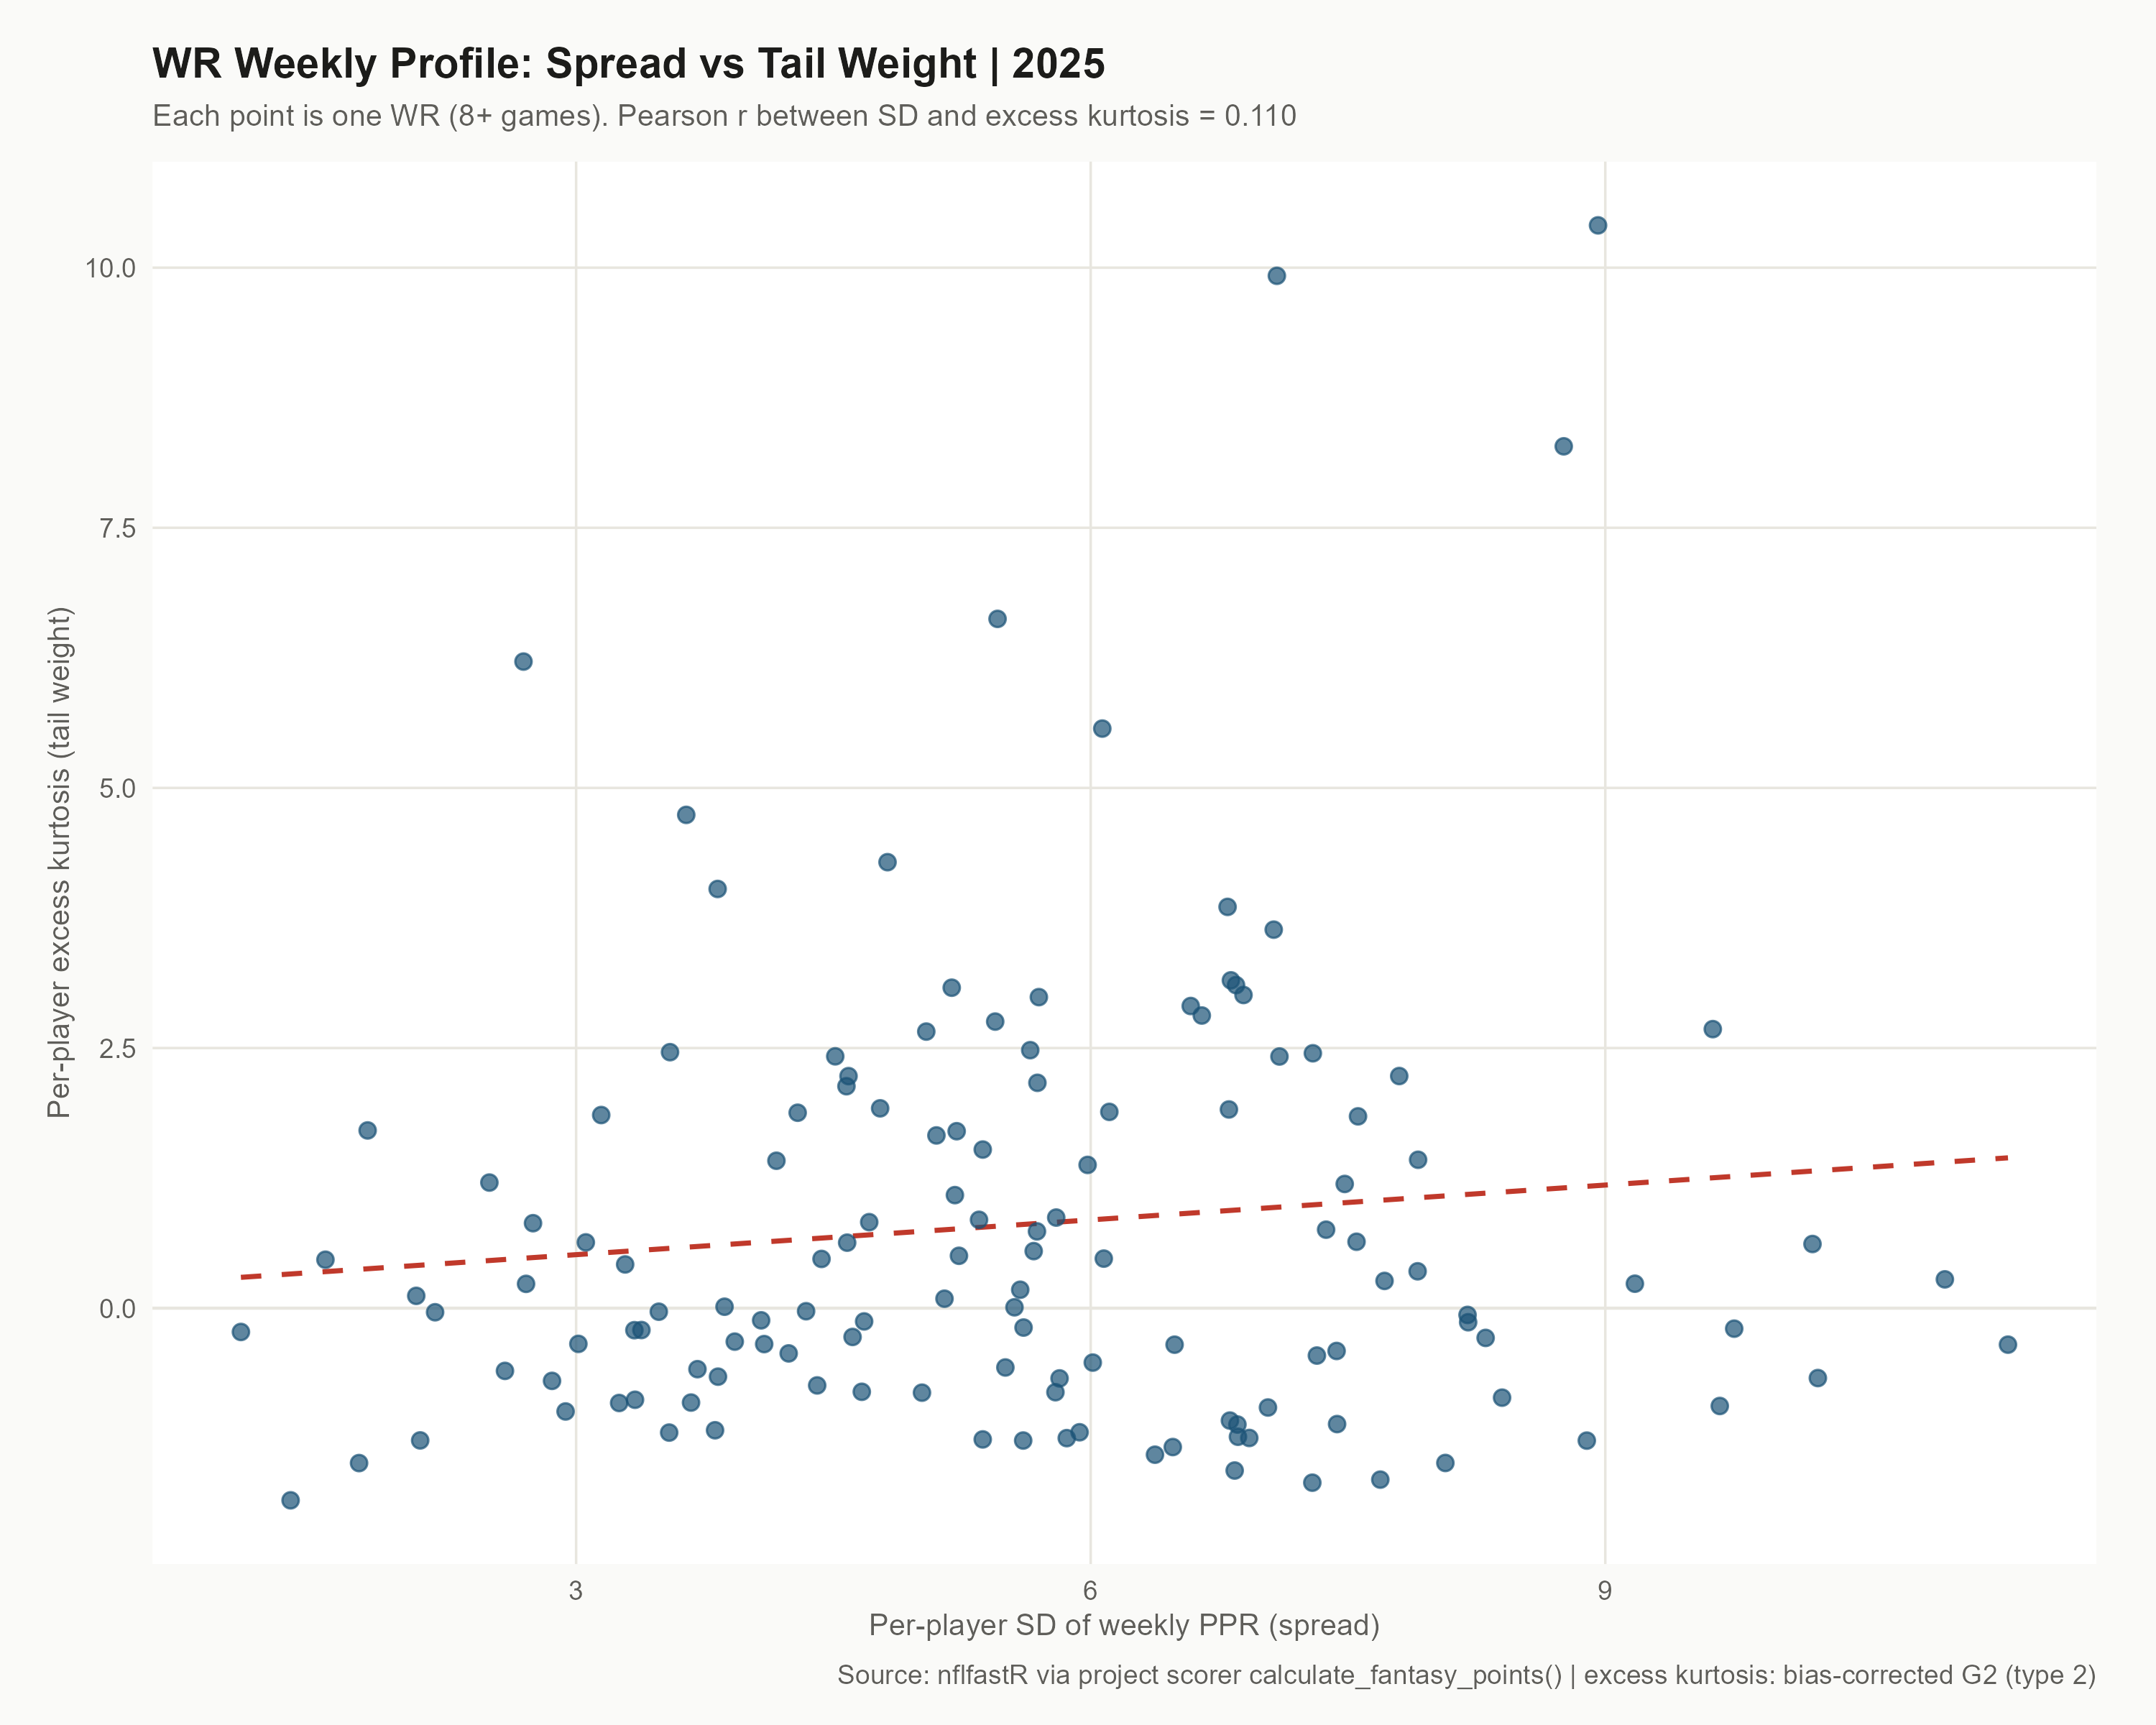 WR Weekly Profile: Spread vs Tail Weight | 2025
Each point is one WR (8+ games). Pearson r between SD and excess kurtosis = 0.110
Per-player excess kurtosis (tail weight)
10.0
7.5
5.0
2.5
0.0
3
6
9
Per-player SD of weekly PPR (spread)
Source: nflfastR via project scorer calculate_fantasy_points() | excess kurtosis: bias-corrected G2 (type 2)